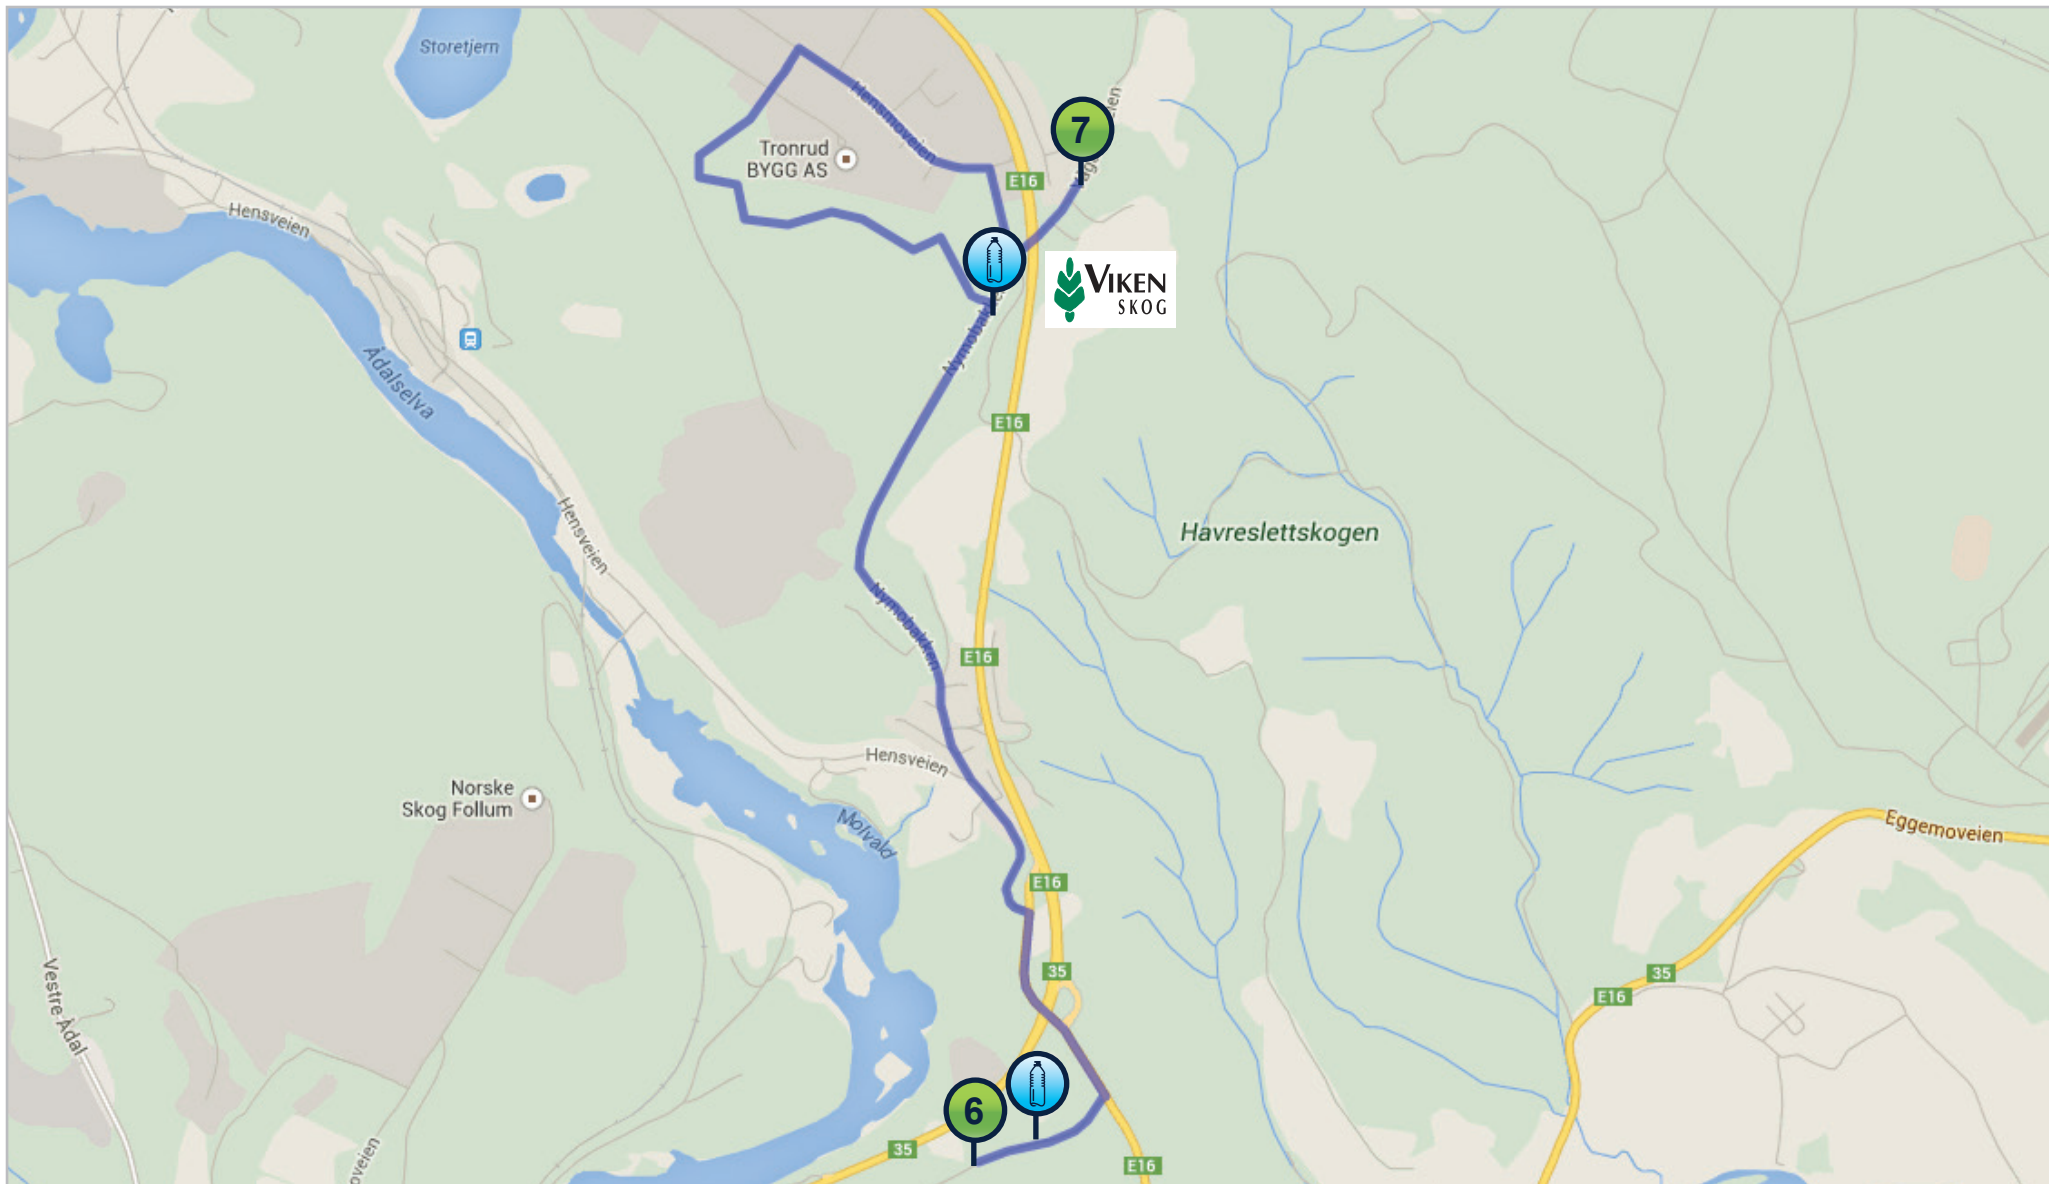 Storetjern
Hensmoveien
7
Tronrud
BYGG AS
E16
Hensveien
VIKEN
SKOG
Ådalselva
E16
Hensveien
Havreslettskogen
Nymobakken
E16
Hensveien
Norske
Skog Follum
Molvald
Eggemoveien
E16
35
35
E16
Vestre Ådal
6
35
E16